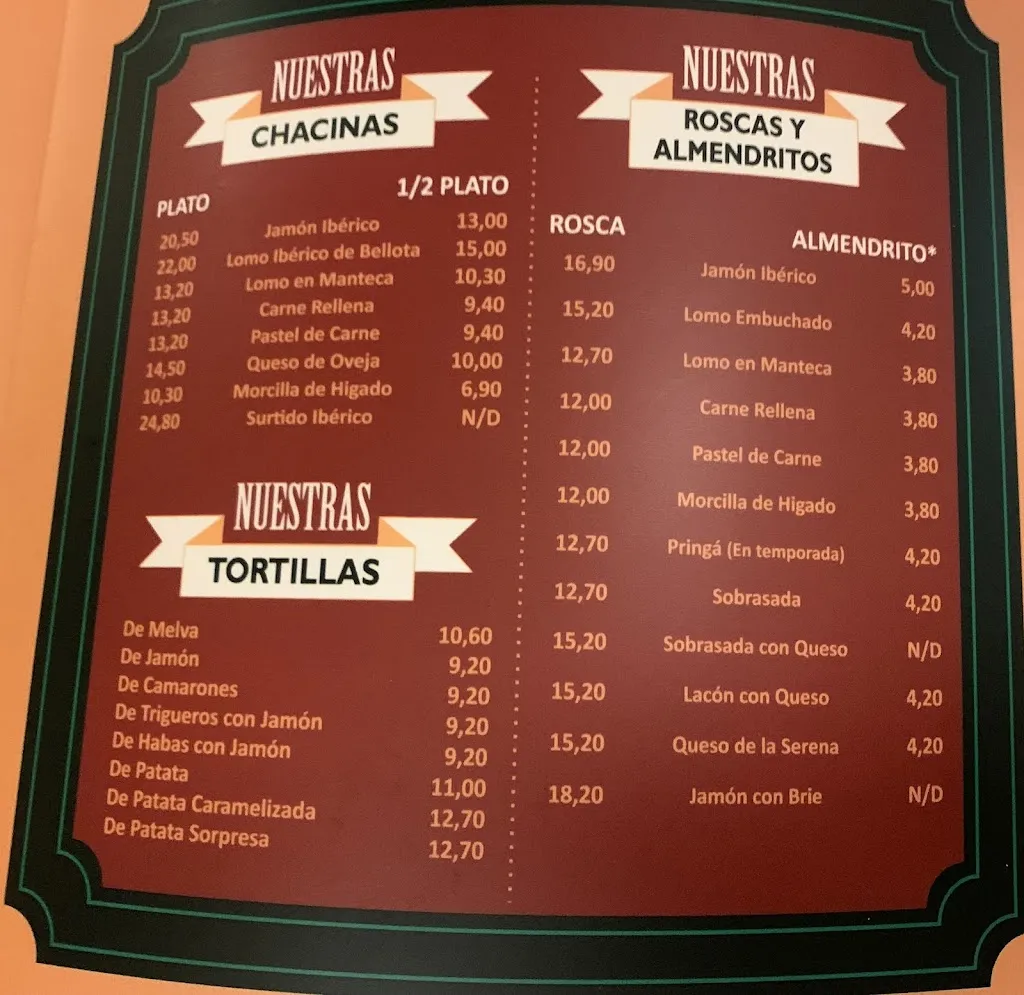 NUESTRAS
CHACINAS
PLATO 1/2 PLATO
20,50 Jamón Ibérico 13,00
22,00 Lomo Ibérico de Bellota 15,00
13,20 Lomo en Manteca 10,30
13,20 Carne Rellena 9,40
13,20 Pastel de Carne 9,40
14,50 Queso de Oveja 10,00
10,30 Morcilla de Higado 6,90
24,80 Surtido Ibérico N/D
NUESTRAS
TORTILLAS
De Melva 10,60
De Jamón 9,20
De Camarones 9,20
De Trigueros con Jamón 9,20
De Habas con Jamón 9,20
De Patata 11,00
De Patata Caramelizada 12,70
De Patata Sorpresa 12,70
NUESTRAS
ROSCAS Y
ALMENDRITOS
ROSCA ALMENDRITO*
16,90 Jamón Ibérico 5,00
15,20 Lomo Embuchado 4,20
12,70 Lomo en Manteca 3,80
12,00 Carne Rellena 3,80
12,00 Pastel de Carne 3,80
12,00 Morcilla de Higado 3,80
12,70 Pringá (En temporada) 4,20
12,70 Sobrasada 4,20
15,20 Sobrasada con Queso N/D
15,20 Lacón con Queso 4,20
15,20 Queso de la Serena 4,20
18,20 Jamón con Brie N/D